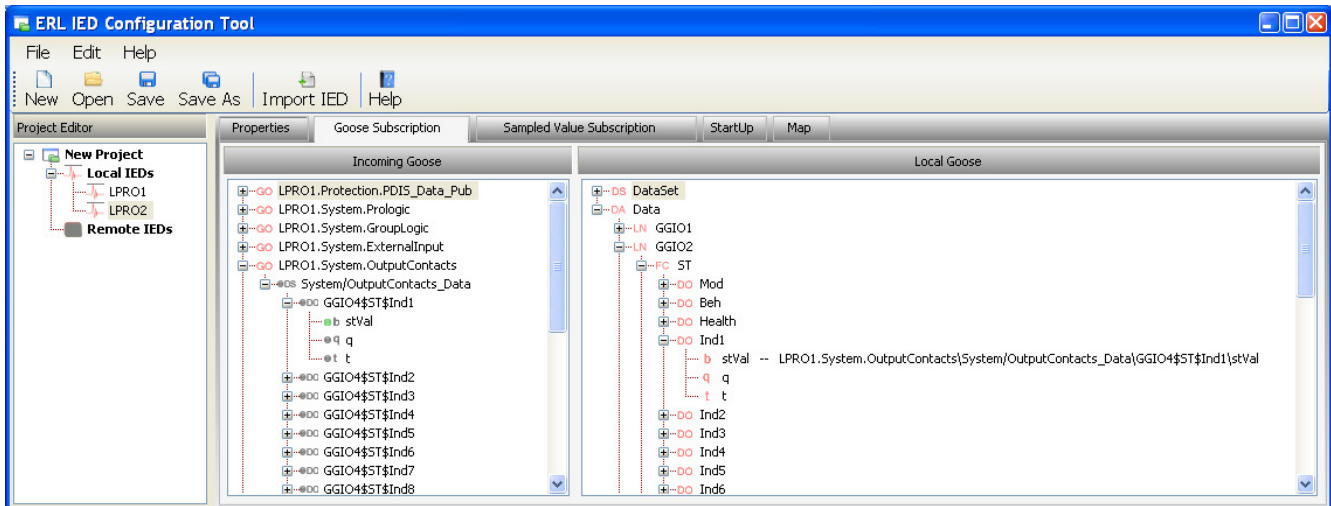 ERL IED Configuration Tool
File Edit Help
New Open Save Save As Import IED Help
Project Editor
New Project
Local IEDs
LPRO1
LPRO2
Remote IEDs
Properties Goose Subscription Sampled Value Subscription StartUp Map
Incoming Goose
GO LPRO1.Protection.PDIS_Data_Pub
GO LPRO1.System.Prologic
GO LPRO1.System.GroupLogic
GO LPRO1.System.ExternalInput
GO LPRO1.System.OutputContacts
DS System/OutputContacts_Data
DO GGIO4$ST$Ind1
b stVal
q q
t t
DO GGIO4$ST$Ind2
DO GGIO4$ST$Ind3
DO GGIO4$ST$Ind4
DO GGIO4$ST$Ind5
DO GGIO4$ST$Ind6
DO GGIO4$ST$Ind7
DO GGIO4$ST$Ind8
Local Goose
DS DataSet
DA Data
LN GGIO1
LN GGIO2
FC ST
DO Mod
DO Beh
DO Health
DO Ind1
b stVal -- LPRO1.System.OutputContacts\System/OutputContacts_Data\GGIO4$ST$Ind1\stVal
q q
t t
DO Ind2
DO Ind3
DO Ind4
DO Ind5
DO Ind6